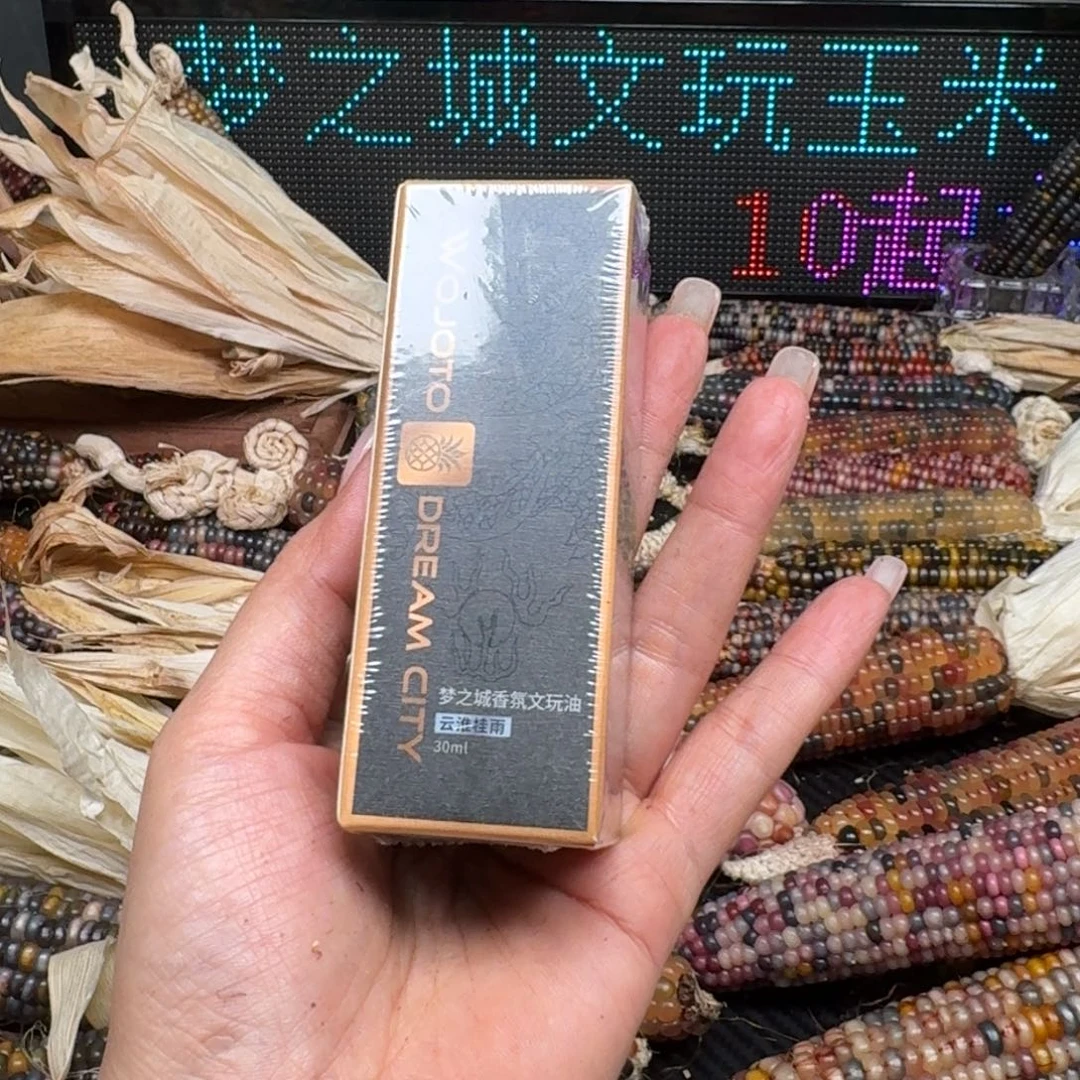 梦之城文玩玉米
10起
WOJOTO
DREAM CITY
梦之城香氛文玩油
云淮桂雨
30ml